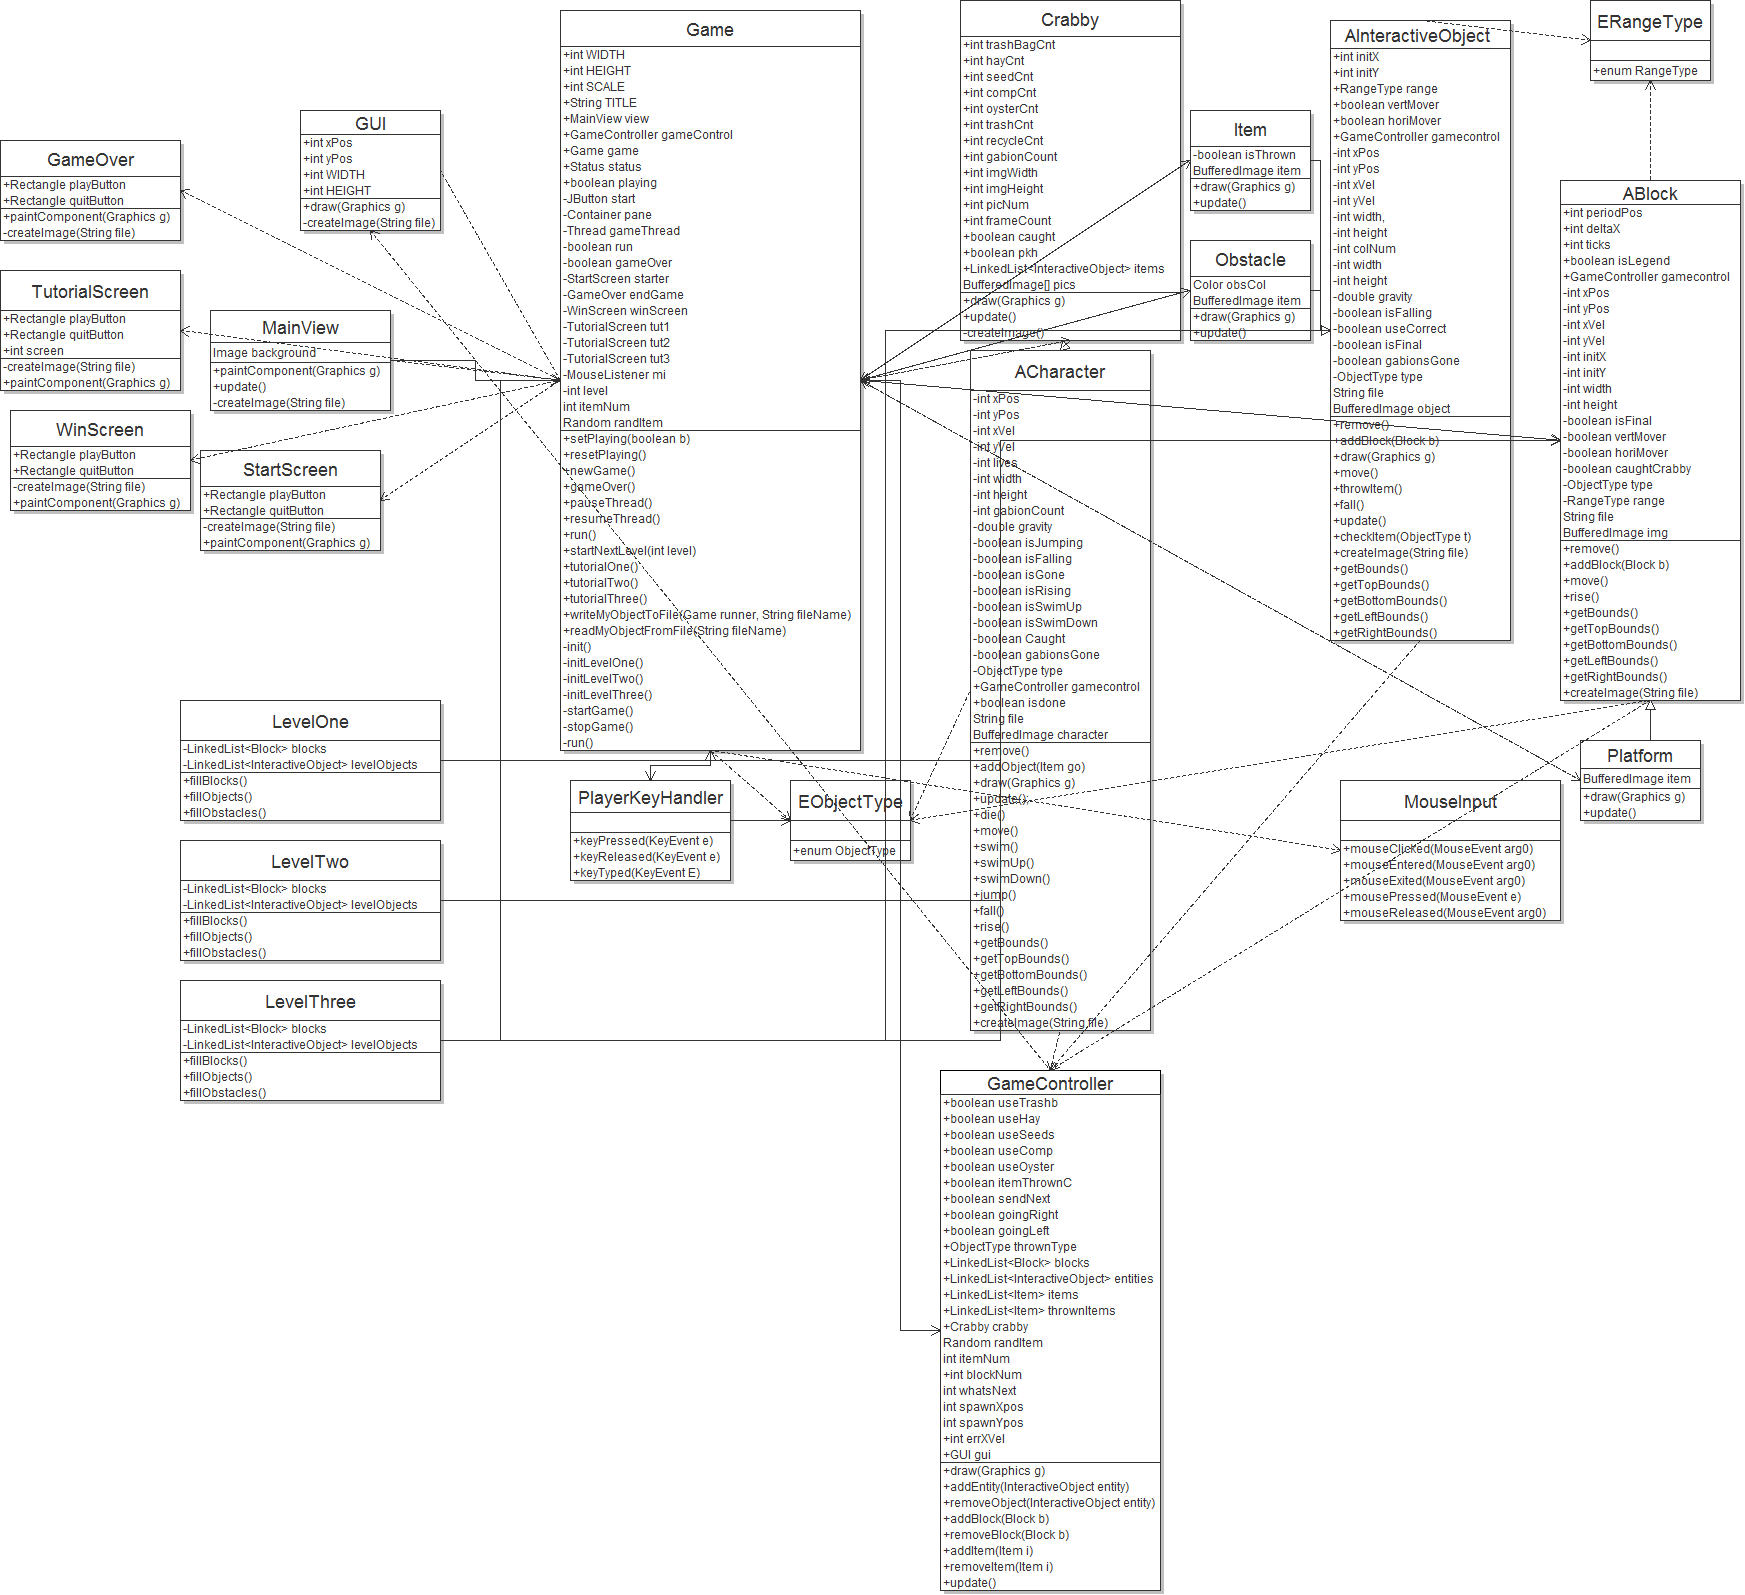 GameOver
+Rectangle playButton
+Rectangle quitButton
+paintComponent(Graphics g)
-createImage(String file)
TutorialScreen
+Rectangle playButton
+Rectangle quitButton
+int screen
-createImage(String file)
+paintComponent(Graphics g)
WinScreen
+Rectangle playButton
+Rectangle quitButton
-createImage(String file)
+paintComponent(Graphics g)
GUI
+int xPos
+int yPos
+int WIDTH
+int HEIGHT
+draw(Graphics g)
-createImage(String file)
MainView
Image background
+paintComponent(Graphics g)
+update()
-createImage(String file)
StartScreen
+Rectangle playButton
+Rectangle quitButton
-createImage(String file)
+paintComponent(Graphics g)
LevelOne
-LinkedList<Block> blocks
-LinkedList<InteractiveObject> levelObjects
+fillBlocks()
+fillObjects()
+fillObstacles()
LevelTwo
-LinkedList<Block> blocks
-LinkedList<InteractiveObject> levelObjects
+fillBlocks()
+fillObjects()
+fillObstacles()
LevelThree
-LinkedList<Block> blocks
-LinkedList<InteractiveObject> levelObjects
+fillBlocks()
+fillObjects()
+fillObstacles()
Game
+int WIDTH
+int HEIGHT
+int SCALE
+String TITLE
+MainView view
+GameController gameControl
+Game game
+Status status
+boolean playing
-JButton start
-Container pane
-Thread gameThread
-boolean run
-boolean gameOver
-StartScreen starter
-GameOver endGame
-WinScreen winScreen
-TutorialScreen tut1
-TutorialScreen tut2
-TutorialScreen tut3
-MouseListener mi
-int level
int itemNum
Random randItem
+setPlaying(boolean b)
+resetPlaying()
+newGame()
+gameOver()
+pauseThread()
+resumeThread()
+run()
+startNextLevel(int level)
+tutorialOne()
+tutorialTwo()
+tutorialThree()
+writeMyObjectToFile(Game runner, String fileName)
+readMyObjectFromFile(String fileName)
-init()
-initLevelOne()
-initLevelTwo()
-initLevelThree()
-startGame()
-stopGame()
-run()
PlayerKeyHandler
+keyPressed(KeyEvent e)
+keyReleased(KeyEvent e)
+keyTyped(KeyEvent E)
EObjectType
+enum ObjectType
Crabby
+int trashBagCnt
+int hayCnt
+int seedCnt
+int compCnt
+int oysterCnt
+int trashCnt
+int recycleCnt
+int gabionCount
+int imgWidth
+int imgHeight
+int picNum
+int frameCount
+boolean caught
+boolean pkh
+LinkedList<InteractiveObject> items
BufferedImage[] pics
+draw(Graphics g)
+update()
-createImage()
ACharacter
-int xPos
-int yPos
-int xVel
-int yVel
-int lives
-int width
-int height
-int gabionCount
-double gravity
-boolean isJumping
-boolean isFalling
-boolean isGone
-boolean isRising
-boolean isSwimUp
-boolean isSwimDown
-boolean Caught
-boolean gabionsGone
-ObjectType type
+GameController gamecontrol
+boolean isdone
String file
BufferedImage character
+remove()
+addObject(Item go)
+draw(Graphics g)
+update()
+die()
+move()
+swim()
+swimUp()
+swimDown()
+jump()
+fall()
+rise()
+getBounds()
+getTopBounds()
+getBottomBounds()
+getLeftBounds()
+getRightBounds()
+createImage(String file)
GameController
+boolean useTrashb
+boolean useHay
+boolean useSeeds
+boolean useComp
+boolean useOyster
+boolean itemThrownC
+boolean sendNext
+boolean goingRight
+boolean goingLeft
+ObjectType thrownType
+LinkedList<Block> blocks
+LinkedList<InteractiveObject> entities
+LinkedList<Item> items
+LinkedList<Item> thrownItems
+Crabby crabby
Random randItem
int itemNum
+int blockNum
int whatsNext
int spawnXpos
int spawnYpos
+int errXVel
+GUI gui
+draw(Graphics g)
+addEntity(InteractiveObject entity)
+removeObject(InteractiveObject entity)
+addBlock(Block b)
+removeBlock(Block b)
+addItem(Item i)
+removeItem(Item i)
+update()
Item
-boolean isThrown
BufferedImage item
+draw(Graphics g)
+update()
Obstacle
Color obsCol
BufferedImage item
+draw(Graphics g)
+update()
AInteractiveObject
+int initX
+int initY
+RangeType range
+boolean vertMover
+boolean horiMover
+GameController gamecontrol
-int xPos
-int yPos
-int xVel
-int yVel
-int width,
-int height
-int colNum
-int width
-int height
-double gravity
-boolean isFalling
-boolean useCorrect
-boolean isFinal
-boolean gabionsGone
-ObjectType type
String file
BufferedImage object
+remove()
+addBlock(Block b)
+draw(Graphics g)
+move()
+throwItem()
+fall()
+update()
+checkItem(ObjectType t)
+createImage(String file)
+getBounds()
+getTopBounds()
+getBottomBounds()
+getLeftBounds()
+getRightBounds()
ERangeType
+enum RangeType
ABlock
+int periodPos
+int deltaX
+int ticks
+boolean isLegend
+GameController gamecontrol
-int xPos
-int yPos
-int xVel
-int yVel
-int initX
-int initY
-int width
-int height
-boolean isFinal
-boolean vertMover
-boolean horiMover
-boolean caughtCrabby
-ObjectType type
-RangeType range
String file
BufferedImage img
+remove()
+addBlock(Block b)
+move()
+rise()
+getBounds()
+getTopBounds()
+getBottomBounds()
+getLeftBounds()
+getRightBounds()
+createImage(String file)
Platform
BufferedImage item
+draw(Graphics g)
+update()
MouseInput
+mouseClicked(MouseEvent arg0)
+mouseEntered(MouseEvent arg0)
+mouseExited(MouseEvent arg0)
+mousePressed(MouseEvent e)
+mouseReleased(MouseEvent arg0)